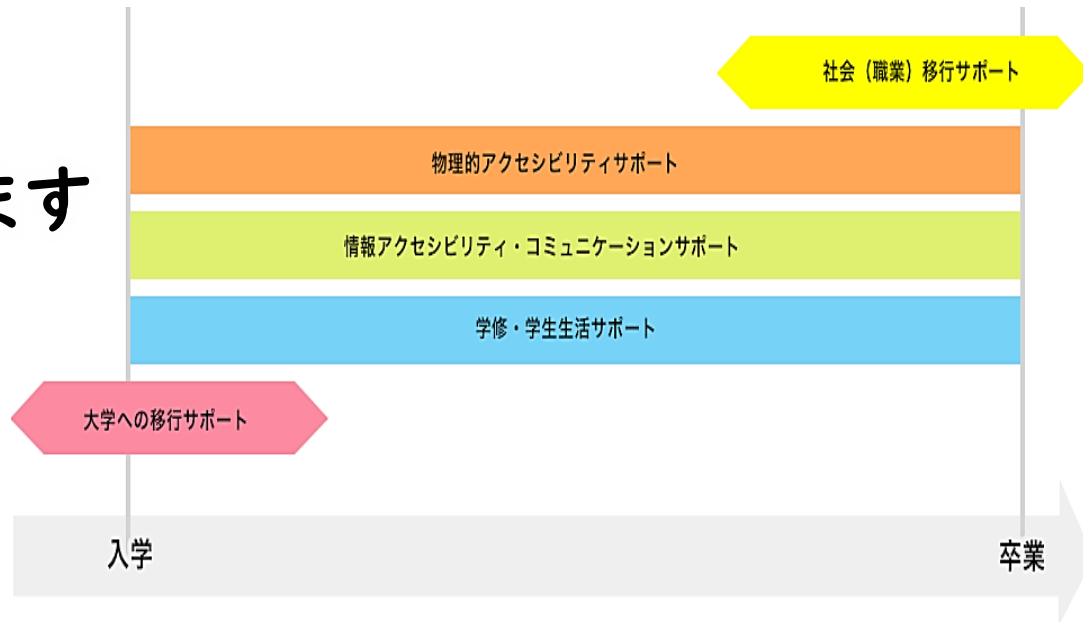 社会（職業）移行サポート
物理的アクセシビリティサポート
ます
情報アクセシビリティ・コミュニケーションサポート
学修・学生生活サポート
大学への移行サポート
入学
卒業